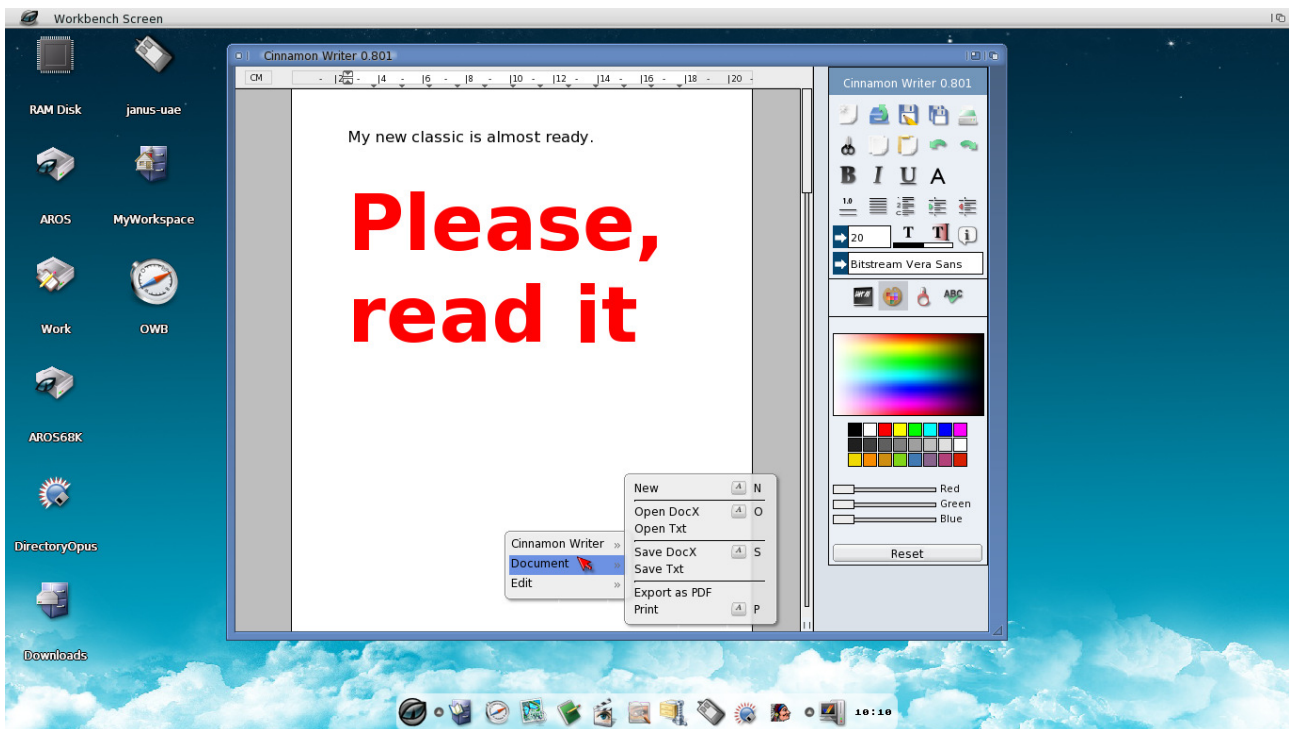 Workbench Screen
RAM Disk
janus-uae
AROS
MyWorkspace
Work
OWB
AROS68K
DirectoryOpus
Downloads
Cinnamon Writer 0.801
CM
2 4 6 8 10 12 14 16 18 20
My new classic is almost ready.
Please,
read it
Cinnamon Writer
Document
Edit
New A N
Open DocX A O
Open Txt
Save DocX A S
Save Txt
Export as PDF
Print A P
Cinnamon Writer 0.801
B I U A
1.0
20 T T i
Bitstream Vera Sans
ABC
Red
Green
Blue
Reset
10:10